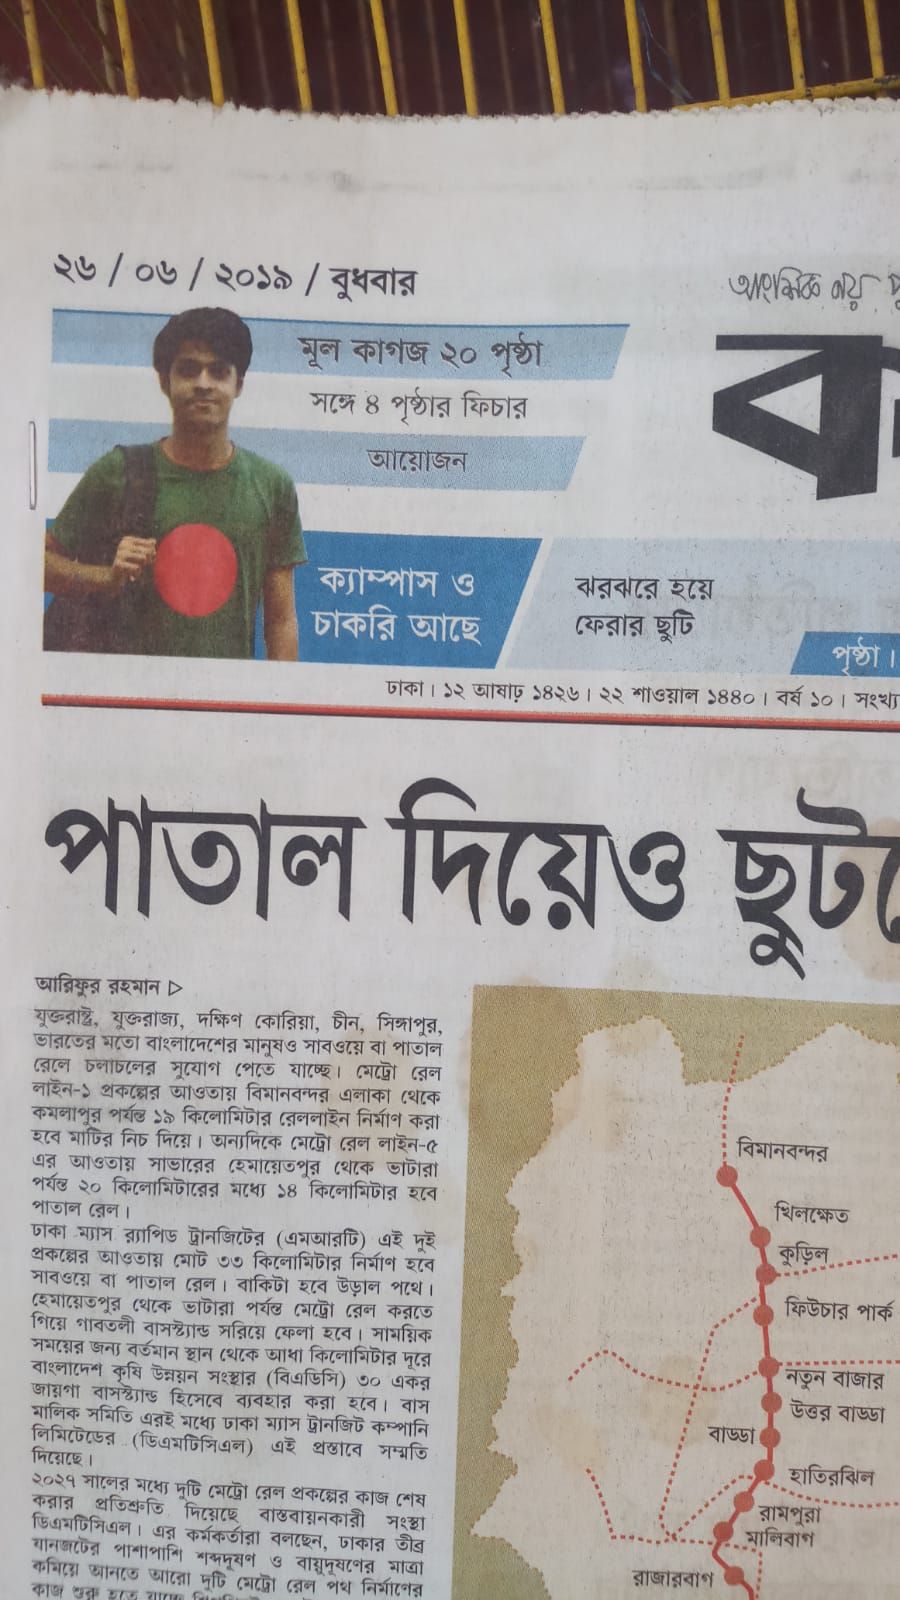 ২৬ / ০৬ / ২০১৯ / বুধবার
আংশিক নয়
মূল কাগজ ২০ পৃষ্ঠা
সঙ্গে ৪ পৃষ্ঠার ফিচার
আয়োজন
ক্যাম্পাস ও
চাকরি আছে
ঝরঝরে হয়ে
ফেরার ছুটি
পৃষ্ঠা ।
ঢাকা । ১২ আষাঢ় ১৪২৬ । ২২ শাওয়াল ১৪৪০ । বর্ষ ১০ । সংখ্যা
পাতাল দিয়েও
আরিফুর রহমান ▷
যুক্তরাষ্ট্র, যুক্তরাজ্য, দক্ষিণ কোরিয়া, চীন, সিঙ্গাপুর,
ভারতের মতো বাংলাদেশের মানুষও সাবওয়ে বা পাতাল
রেলে চলাচলের সুযোগ পেতে যাচ্ছে। মেট্রো রেল
লাইন-১ প্রকল্পের আওতায় বিমানবন্দর এলাকা থেকে
কমলাপুর পর্যন্ত ১৯ কিলোমিটার রেললাইন নির্মাণ করা
হবে মাটির নিচ দিয়ে। অন্যদিকে মেট্রো রেল লাইন-৫
এর আওতায় সাভারের হেমায়েতপুর থেকে ভাটারা
পর্যন্ত ২০ কিলোমিটারের মধ্যে ১৪ কিলোমিটার হবে
পাতাল রেল।
ঢাকা ম্যাস র‍্যাপিড ট্রানজিটের (এমআরটি) এই দুই
প্রকল্পের আওতায় মোট ৩৩ কিলোমিটার নির্মাণ হবে
সাবওয়ে বা পাতাল রেল। বাকিটা হবে উড়াল পথে।
হেমায়েতপুর থেকে ভাটারা পর্যন্ত মেট্রো রেল করতে
গিয়ে গাবতলী বাসস্ট্যান্ড সরিয়ে ফেলা হবে। সাময়িক
সময়ের জন্য বর্তমান স্থান থেকে আধা কিলোমিটার দূরে
বাংলাদেশ কৃষি উন্নয়ন সংস্থার (বিএডিসি) ৩০ একর
জায়গা বাসস্ট্যান্ড হিসেবে ব্যবহার করা হবে। বাস
মালিক সমিতি এরই মধ্যে ঢাকা ম্যাস ট্রানজিট কম্পানি
লিমিটেডের (ডিএমটিসিএল) এই প্রস্তাবে সম্মতি
দিয়েছে।
২০২৭ সালের মধ্যে দুটি মেট্রো রেল প্রকল্পের কাজ শেষ
করার প্রতিশ্রুতি দিয়েছে বাস্তবায়নকারী সংস্থা
ডিএমটিসিএল। এর কর্মকর্তারা বলছেন, ঢাকার তীব্র
যানজটের পাশাপাশি শব্দদূষণ ও বায়ুদূষণের মাত্রা
কমিয়ে আনতে আরো দুটি মেট্রো রেল পথ নির্মাণের
কাজ শুরু হতে যাচ্ছে
বিমানবন্দর
খিলক্ষেত
কুড়িল
ফিউচার পার্ক
নতুন বাজার
উত্তর বাড্ডা
বাড্ডা
হাতিরঝিল
রামপুরা
মালিবাগ
রাজারবাগ